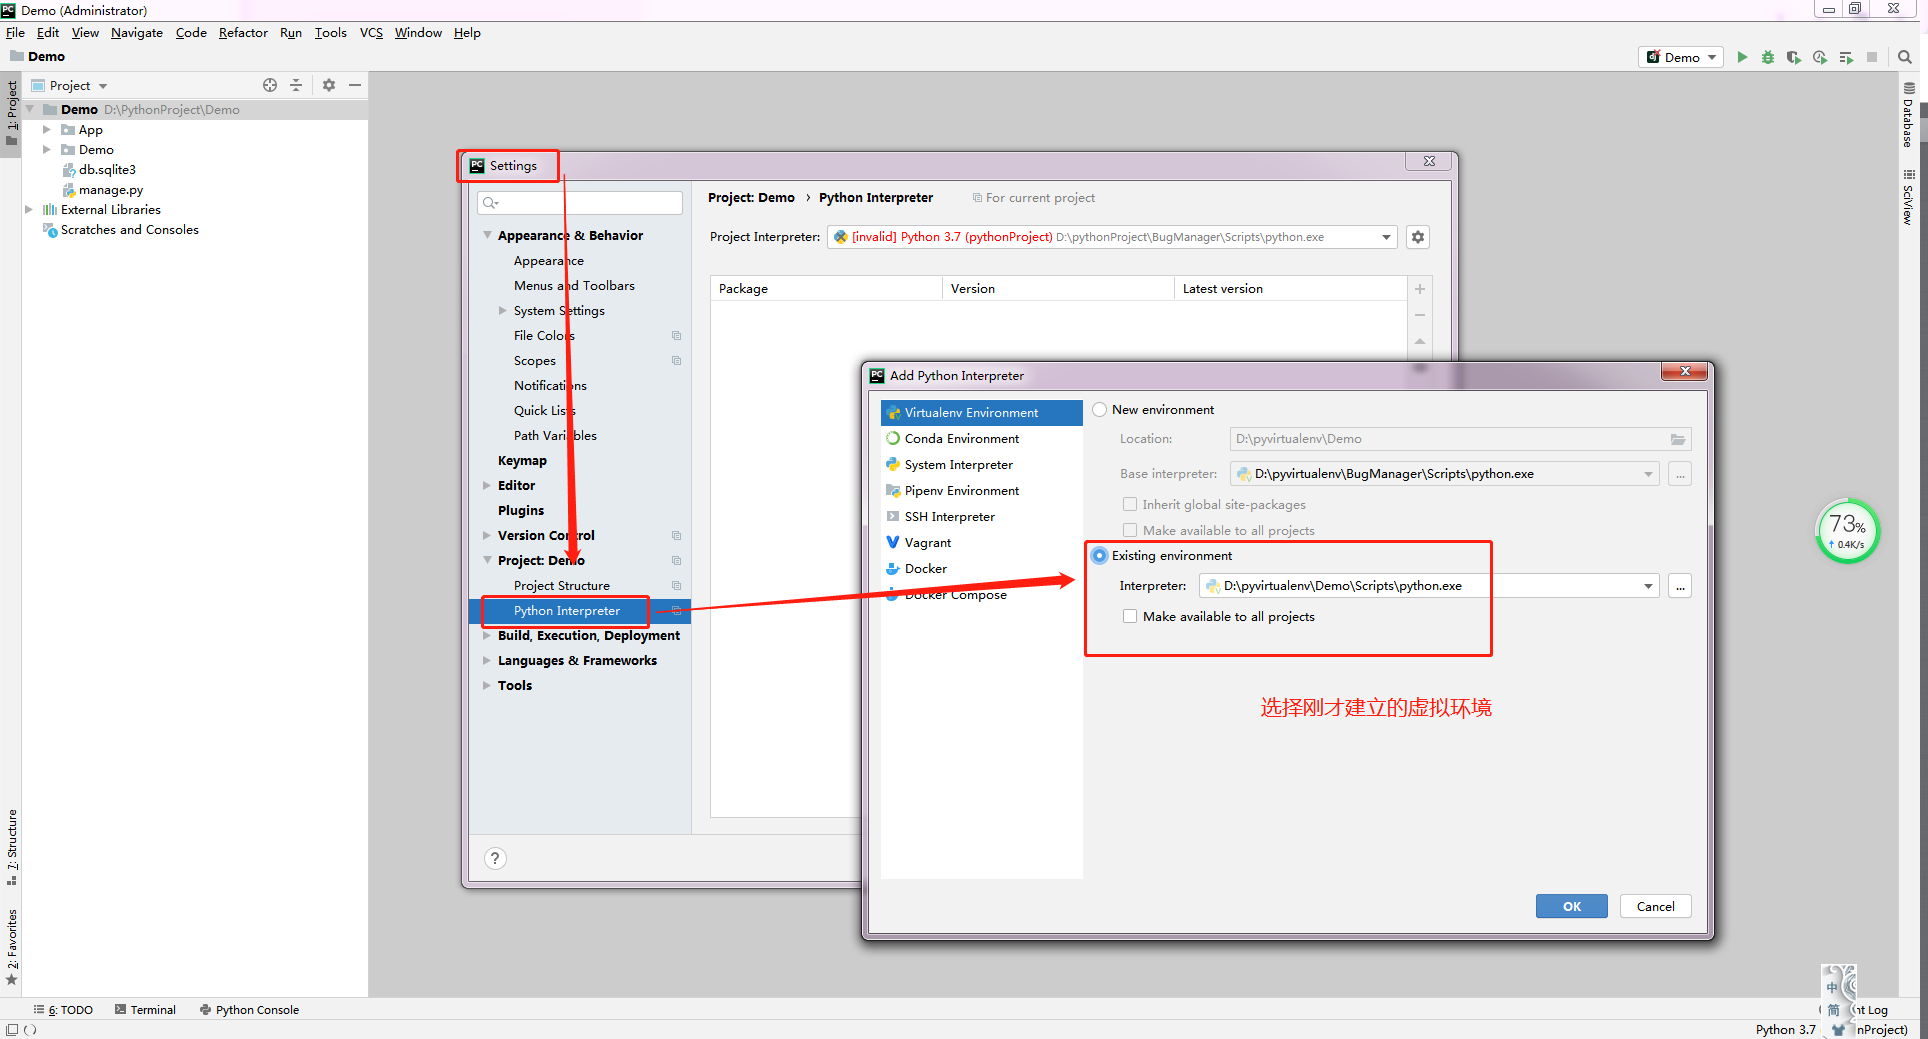 Demo (Administrator)
File Edit View Navigate Code Refactor Run Tools VCS Window Help
Demo
Demo
Project
1: Project
Demo D:\PythonProject\Demo
App
Demo
db.sqlite3
manage.py
External Libraries
Scratches and Consoles
Database
SciView
Settings
Appearance & Behavior
Appearance
Menus and Toolbars
System Settings
File Colors
Scopes
Notifications
Quick Lists
Path Variables
Keymap
Editor
Plugins
Version Control
Project: Demo
Project Structure
Python Interpreter
Build, Execution, Deployment
Languages & Frameworks
Tools
?
Project: Demo › Python Interpreter For current project
Project Interpreter: [invalid] Python 3.7 (pythonProject) D:\pythonProject\BugManager\Scripts\python.exe
Package Version Latest version
Add Python Interpreter
Virtualenv Environment
Conda Environment
System Interpreter
Pipenv Environment
SSH Interpreter
Vagrant
Docker
Docker Compose
New environment
Location: D:\pyvirtualenv\Demo
Base interpreter: D:\pyvirtualenv\BugManager\Scripts\python.exe ...
Inherit global site-packages
Make available to all projects
Existing environment
Interpreter: D:\pyvirtualenv\Demo\Scripts\python.exe ...
Make available to all projects
选择刚才建立的虚拟环境
OK Cancel
73%
↑ 0.4K/s
7: Structure
2: Favorites
中
简
6: TODO Terminal Python Console nt Log
Python 3.7 nProject)